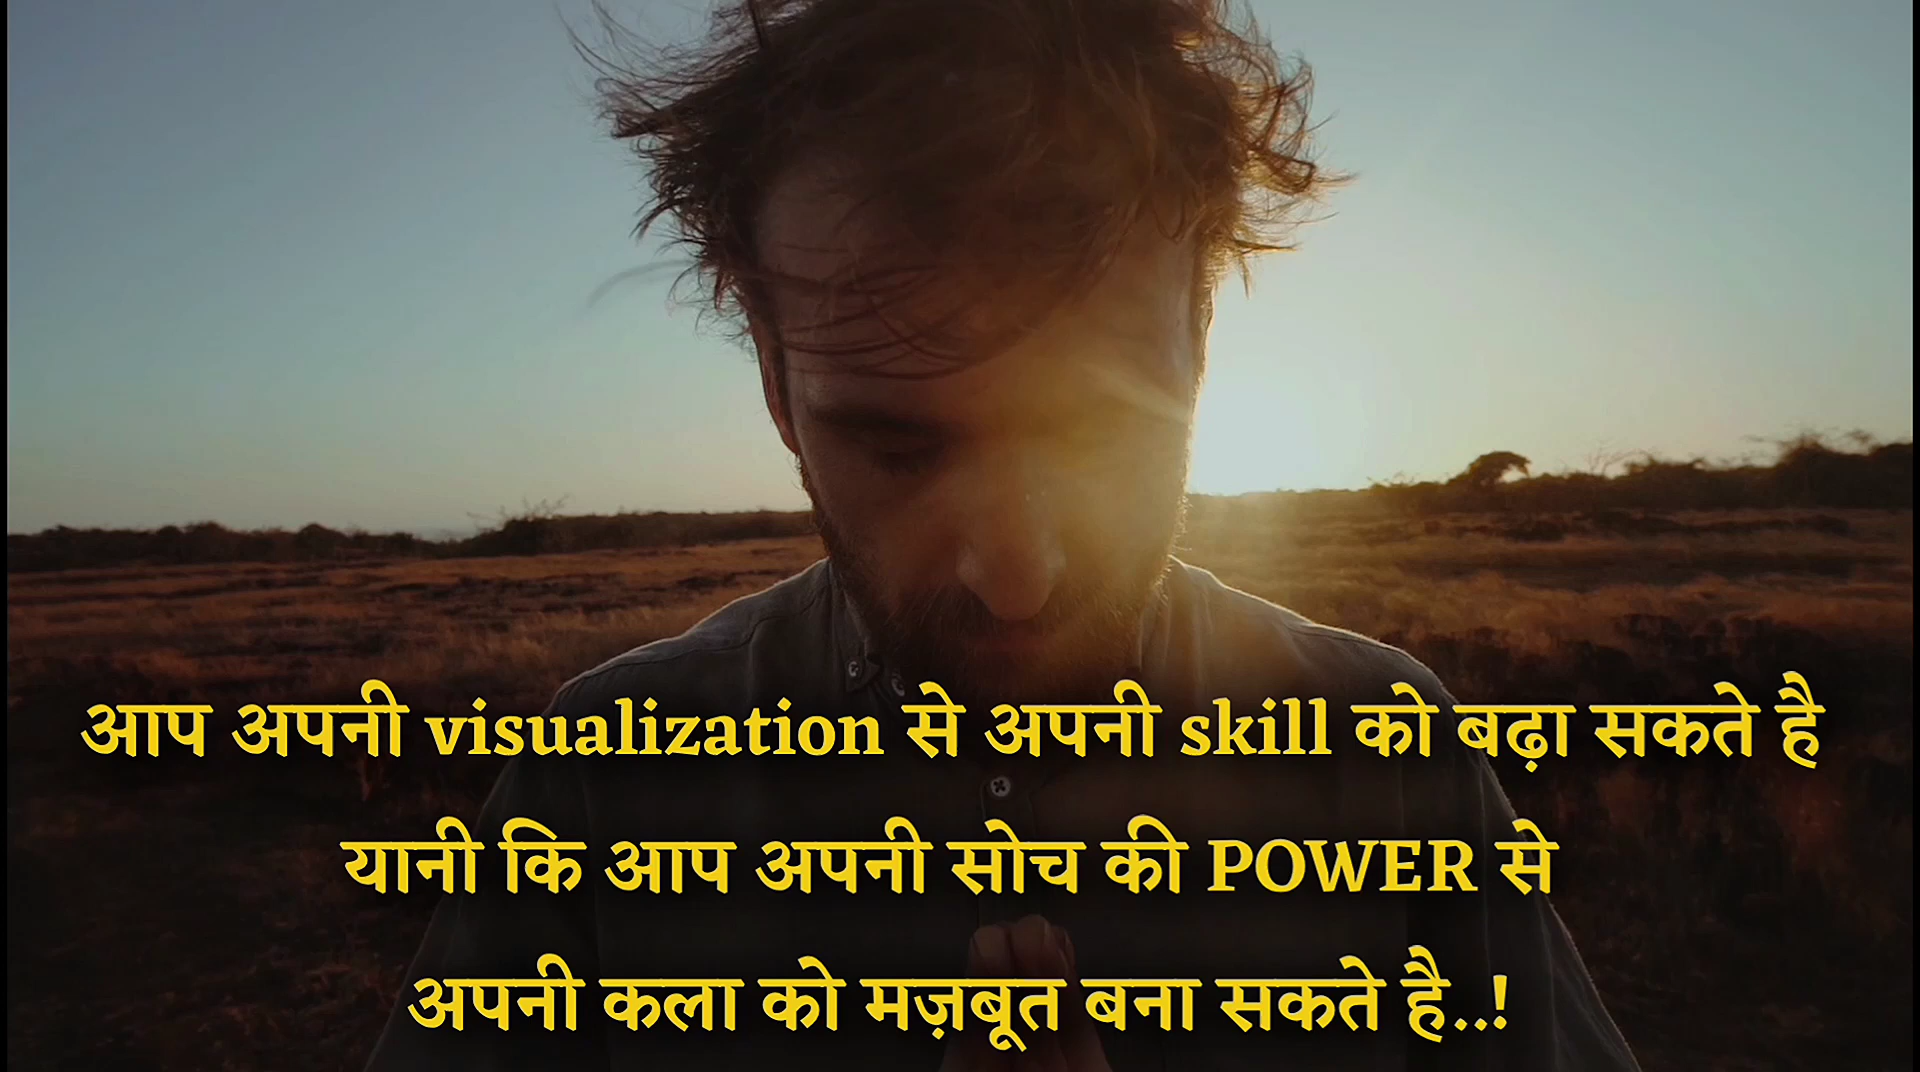 आप अपनी visualization से अपनी skill को बढ़ा सकते है
यानी कि आप अपनी सोच की POWER से
अपनी कला को मज़बूत बना सकते है..!